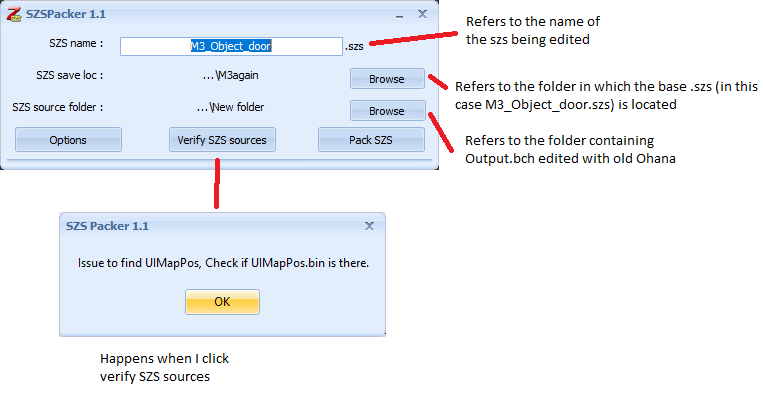 SZSPacker 1.1
SZS name :
M3_Object_door
.szs
Refers to the name of
the szs being edited
SZS save loc :
...\M3again
Browse
Refers to the folder in which the base .szs (in this
case M3_Object_door.szs) is located
SZS source folder :
...\New folder
Browse
Refers to the folder containing
Output.bch edited with old Ohana
Options
Verify SZS sources
Pack SZS
SZS Packer 1.1
Issue to find UIMapPos, Check if UIMapPos.bin is there.
OK
Happens when I click
verify SZS sources